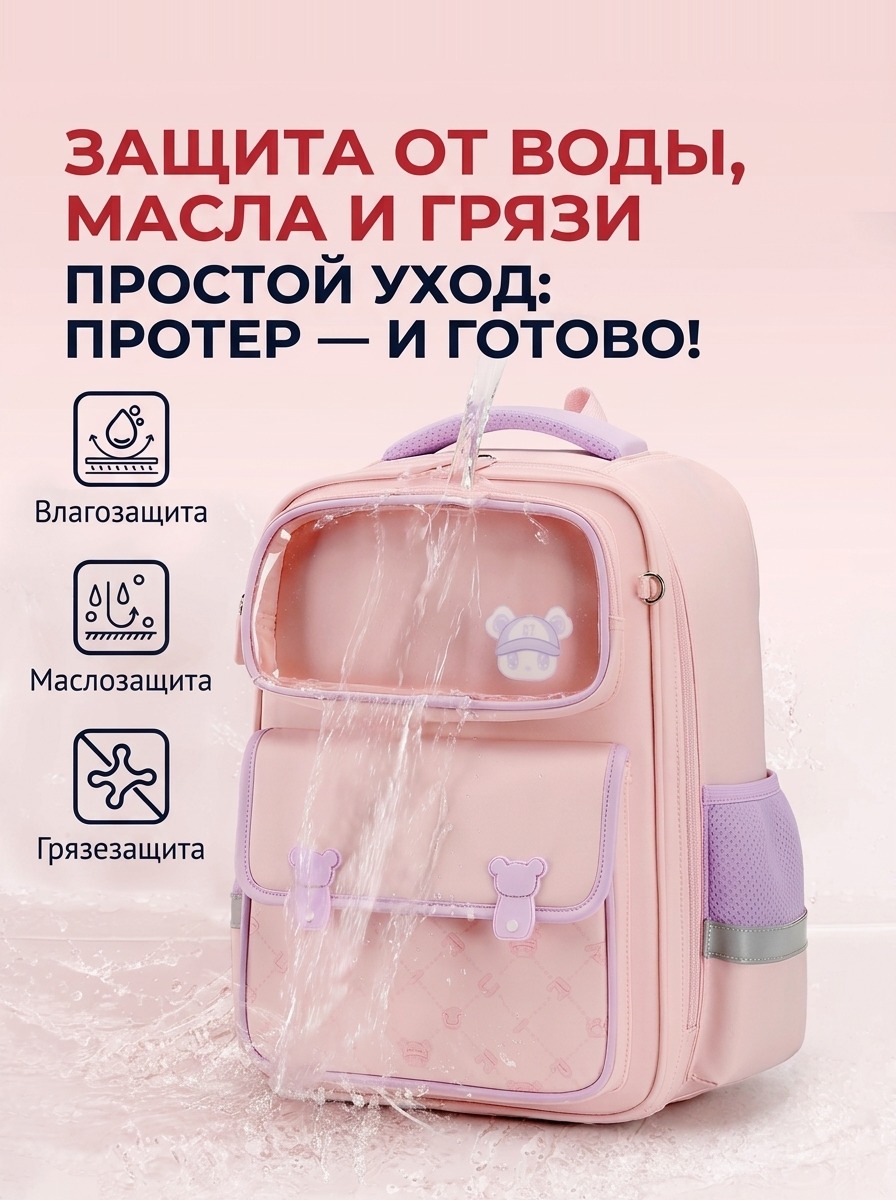 ЗАЩИТА ОТ ВОДЫ,
МАСЛА И ГРЯЗИ
ПРОСТОЙ УХОД:
ПРОТЕР — И ГОТОВО!
Влагозащита
Маслозащита
Грязезащита